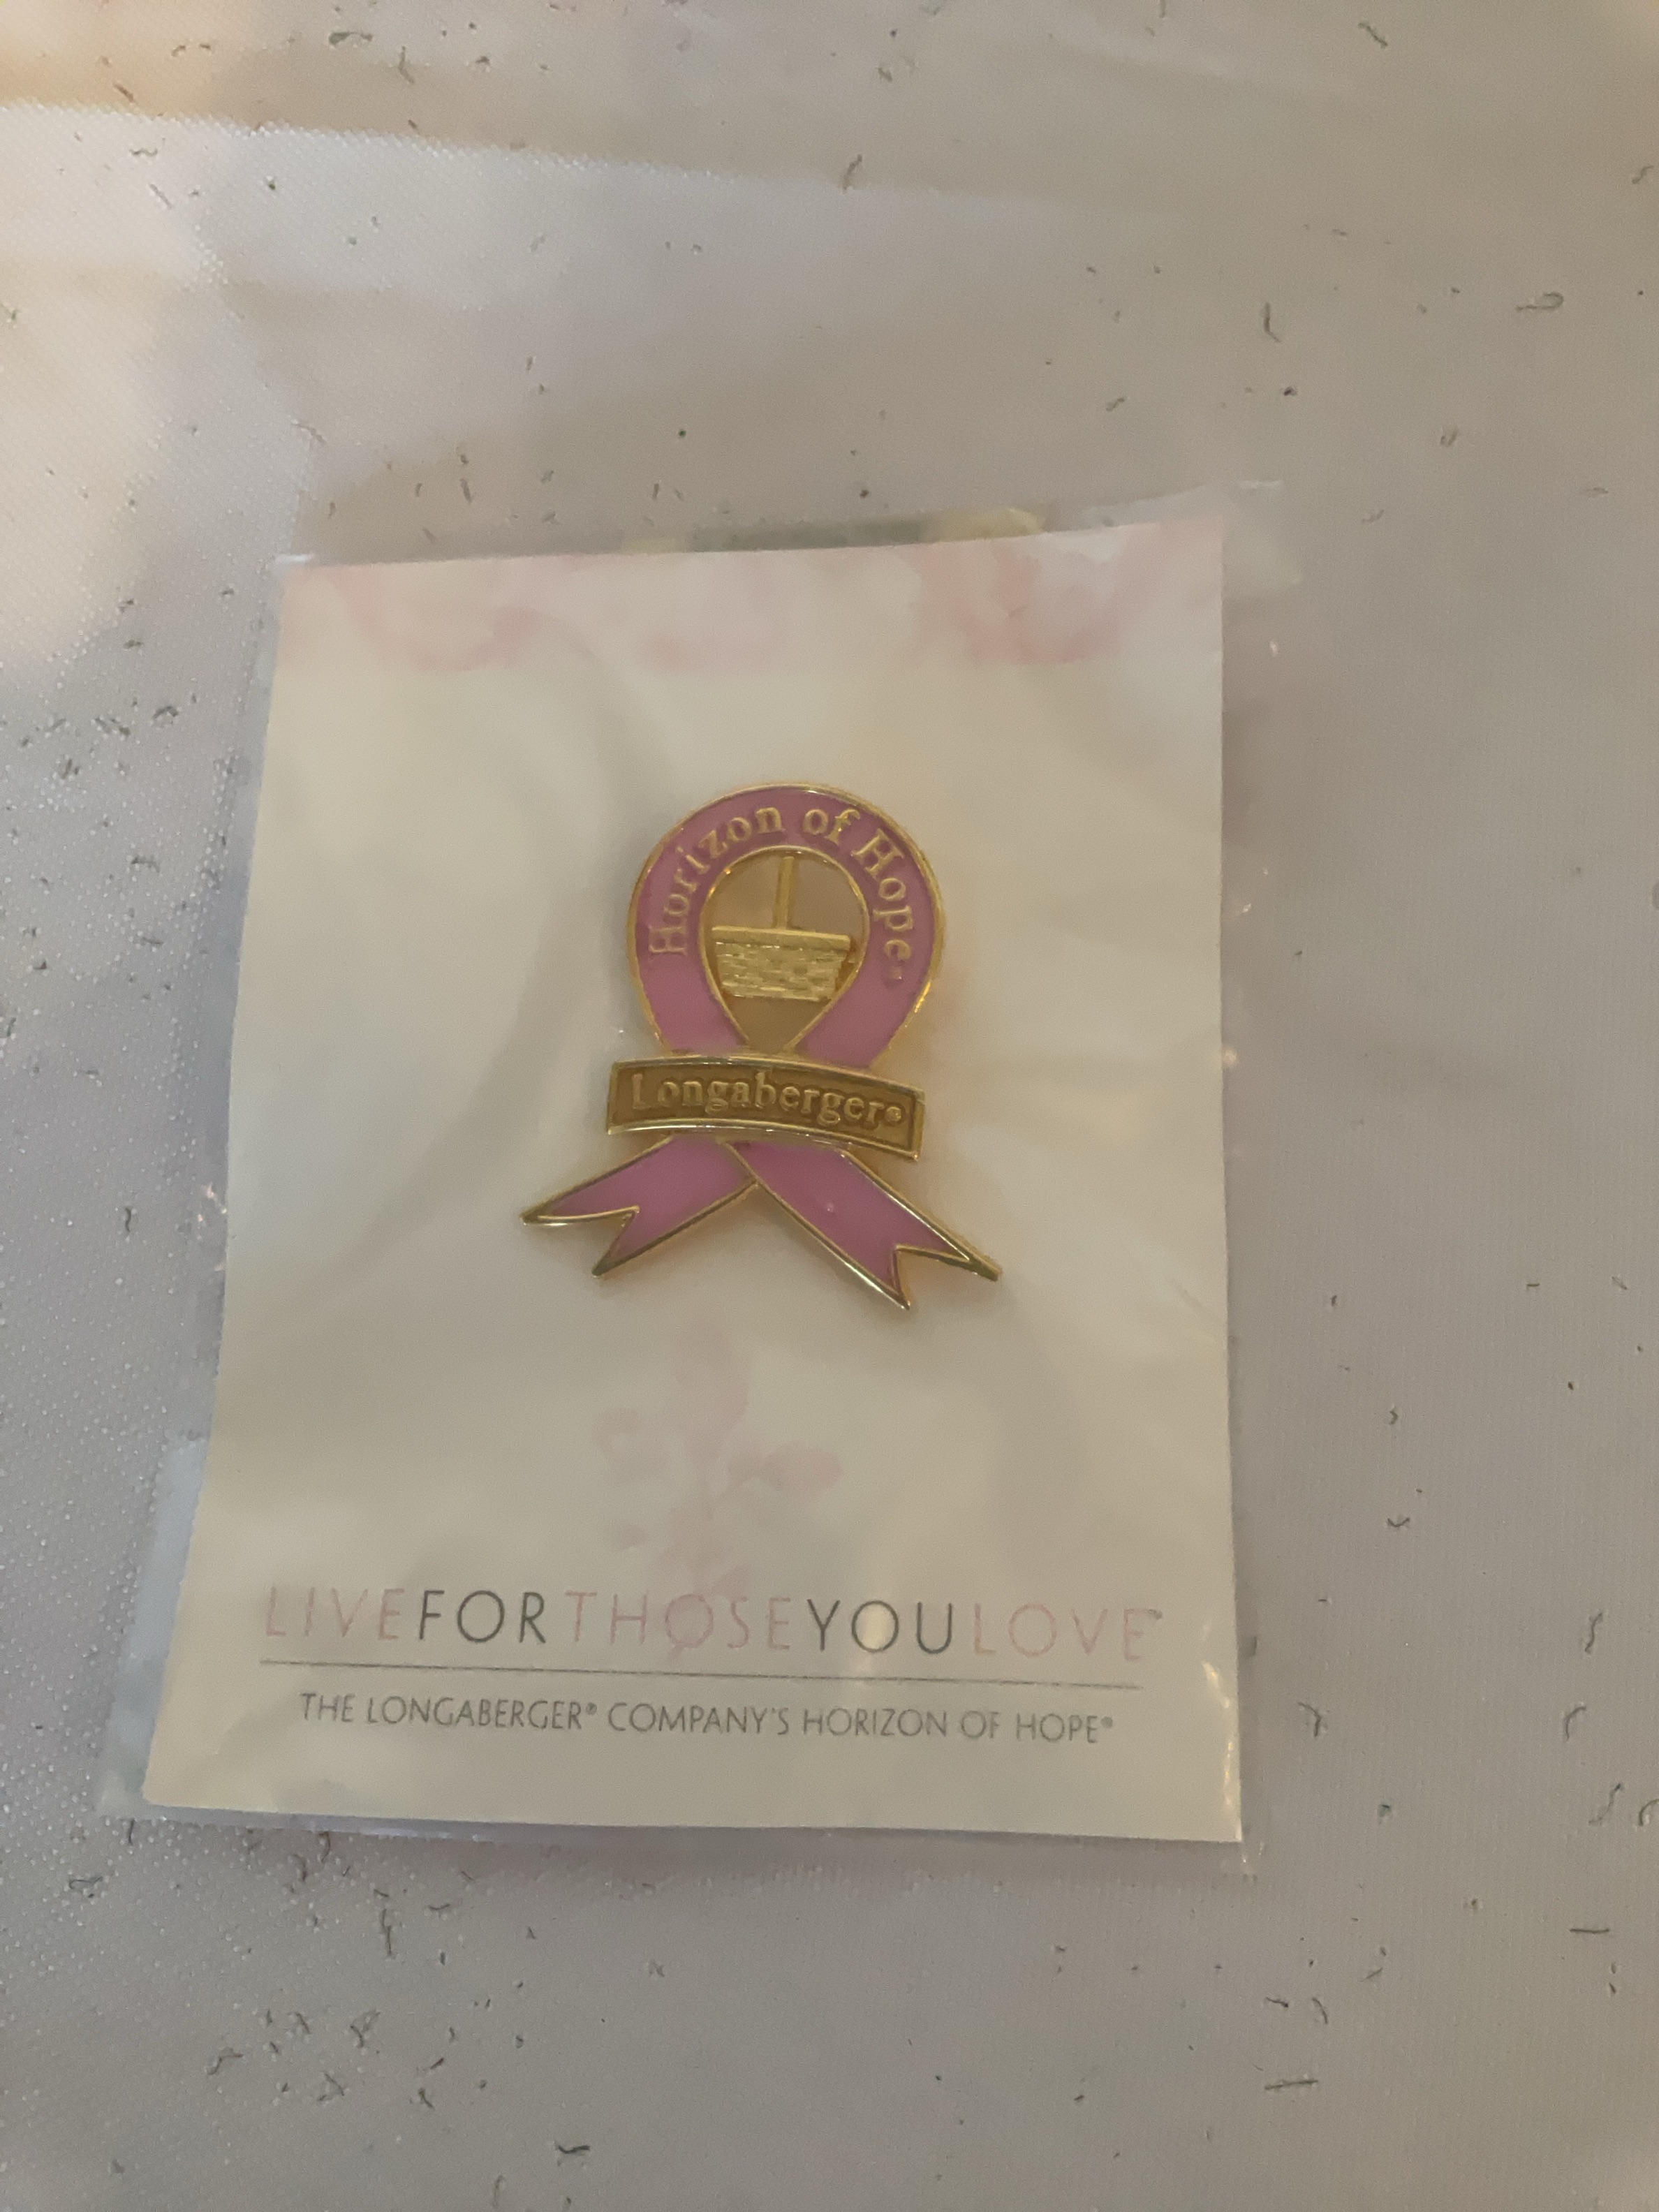 Horizon of Hope
Longaberger®
LIVEFORTHOSEYOULOVE
THE LONGABERGER® COMPANY'S HORIZON OF HOPE®